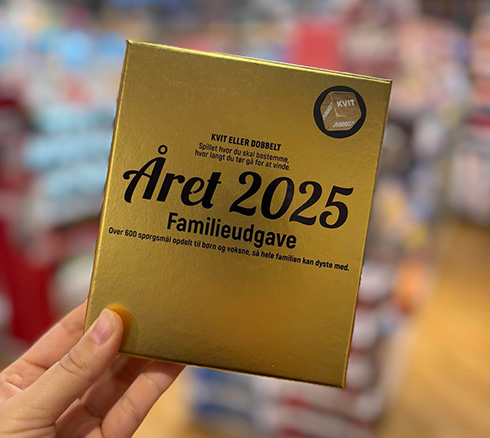 KVIT
KVIT ELLER DOBBELT
Spillet hvor du skal bestemme,
hvor langt du tør gå for at vinde.
Året 2025
Familieudgave
Over 600 spørgsmål opdelt til børn og voksne, så hele familien kan dyste med.